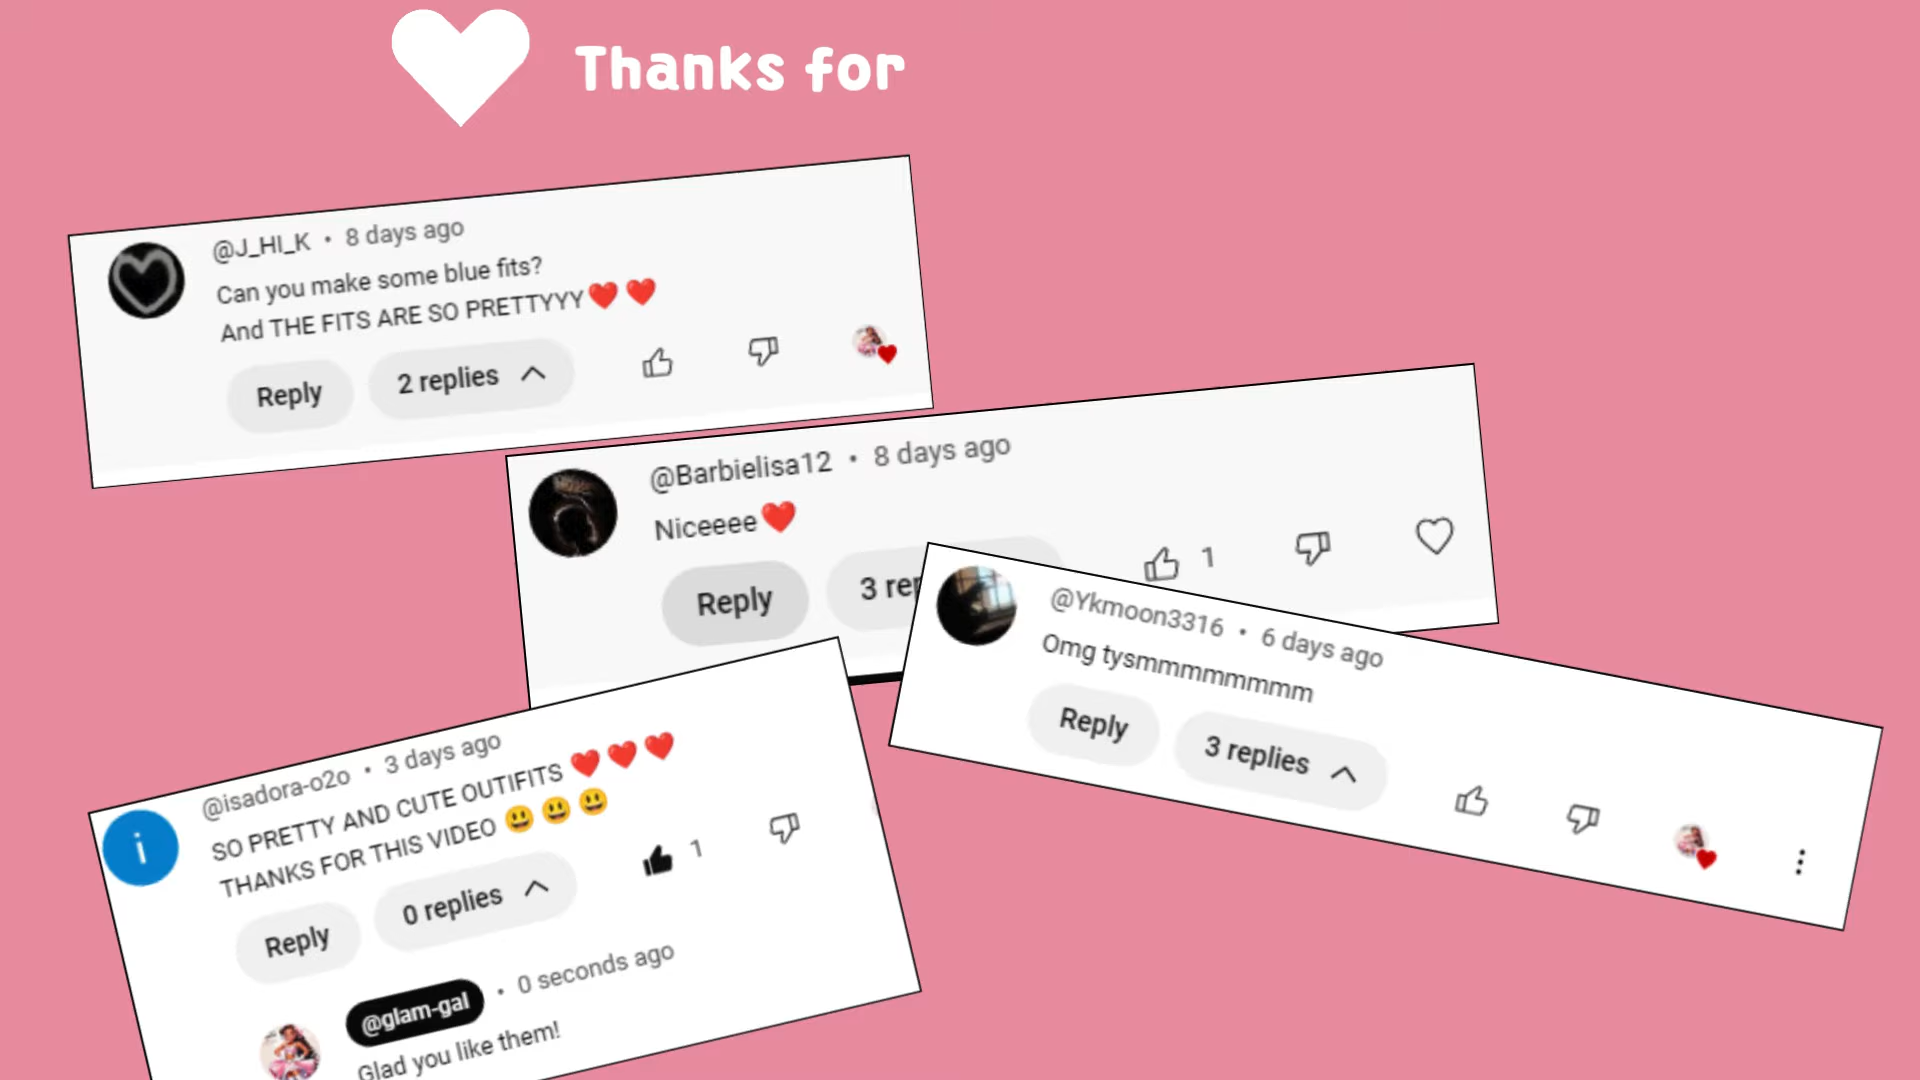 Thanks for
@J_HI_K • 8 days ago
Can you make some blue fits?
And THE FITS ARE SO PRETTYYY❤️❤️
Reply 2 replies
@Barbielisa12 • 8 days ago
Niceeee❤️
1
Reply 3 rep
@Ykmoon3316 • 6 days ago
Omg tysmmmmmmmm
Reply 3 replies
@isadora-o2o • 3 days ago
i
SO PRETTY AND CUTE OUTIFITS ❤️❤️❤️
THANKS FOR THIS VIDEO 😃😃😃
1
Reply 0 replies
@glam-gal • 0 seconds ago
Glad you like them!